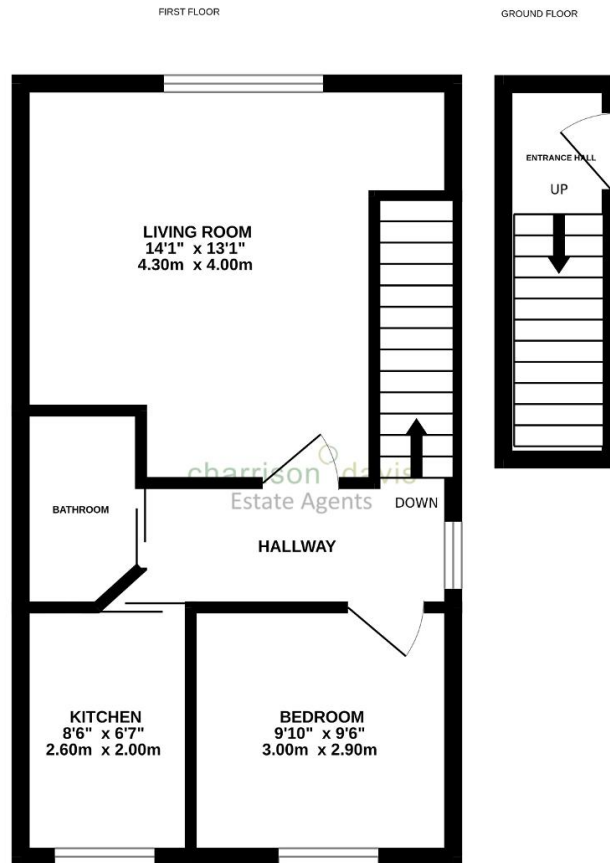 FIRST FLOOR
GROUND FLOOR
ENTRANCE HALL
UP
LIVING ROOM
14'1" x 13'1"
4.30m x 4.00m
charrison davis
Estate Agents
DOWN
BATHROOM
HALLWAY
KITCHEN
8'6" x 6'7"
2.60m x 2.00m
BEDROOM
9'10" x 9'6"
3.00m x 2.90m